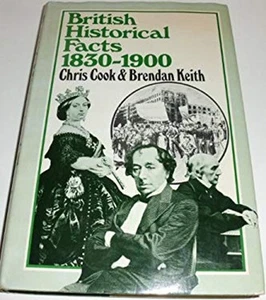 British
Historical
Facts
1830-1900
Chris Cook & Brendan Keith